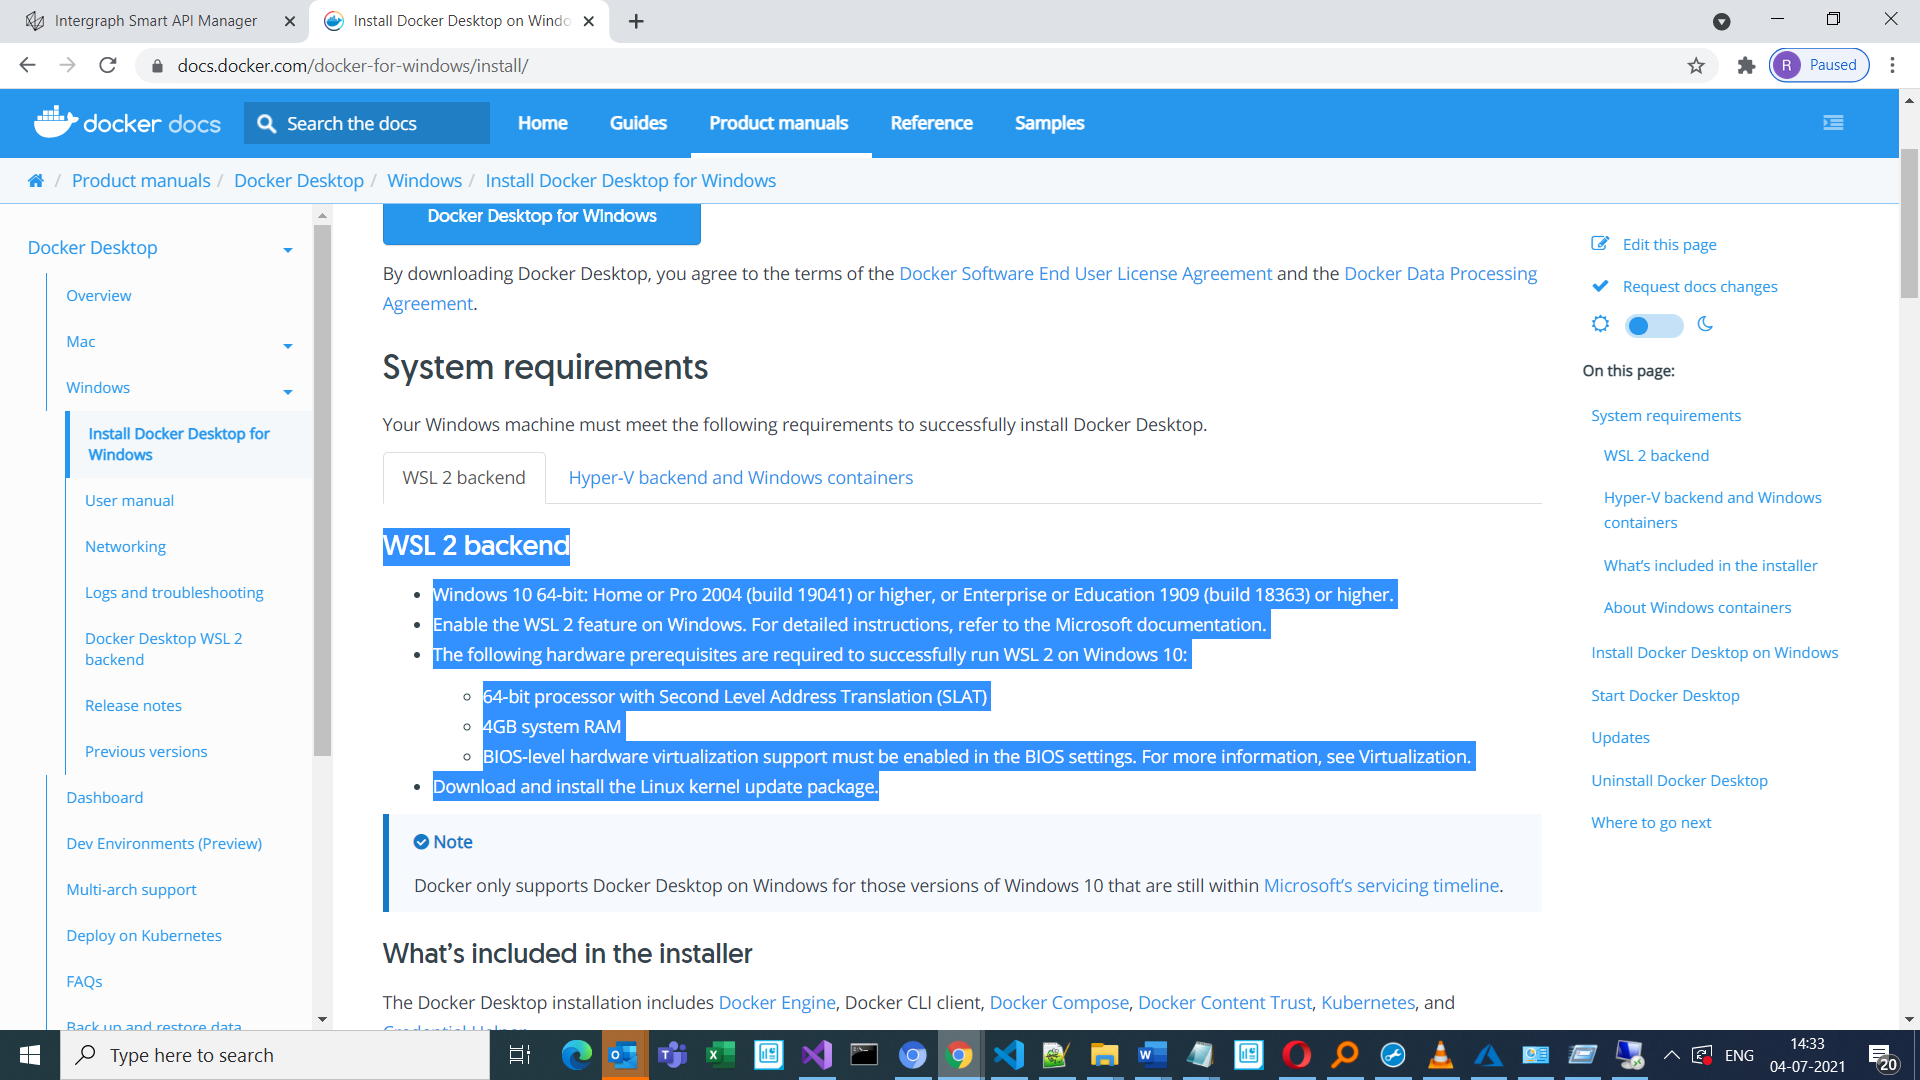 Intergraph Smart API Manager
Install Docker Desktop on Windo
docs.docker.com/docker-for-windows/install/
R Paused
docker docs
Search the docs
Home
Guides
Product manuals
Reference
Samples
/ Product manuals / Docker Desktop / Windows / Install Docker Desktop for Windows
Docker Desktop
Overview
Mac
Windows
Install Docker Desktop for
Windows
User manual
Networking
Logs and troubleshooting
Docker Desktop WSL 2
backend
Release notes
Previous versions
Dashboard
Dev Environments (Preview)
Multi-arch support
Deploy on Kubernetes
FAQs
Back up and restore data
Docker Desktop for Windows
By downloading Docker Desktop, you agree to the terms of the Docker Software End User License Agreement and the Docker Data Processing
Agreement.
System requirements
Your Windows machine must meet the following requirements to successfully install Docker Desktop.
WSL 2 backend
Hyper-V backend and Windows containers
WSL 2 backend
• Windows 10 64-bit: Home or Pro 2004 (build 19041) or higher, or Enterprise or Education 1909 (build 18363) or higher.
• Enable the WSL 2 feature on Windows. For detailed instructions, refer to the Microsoft documentation.
• The following hardware prerequisites are required to successfully run WSL 2 on Windows 10:
◦ 64-bit processor with Second Level Address Translation (SLAT)
◦ 4GB system RAM
◦ BIOS-level hardware virtualization support must be enabled in the BIOS settings. For more information, see Virtualization.
• Download and install the Linux kernel update package.
Note
Docker only supports Docker Desktop on Windows for those versions of Windows 10 that are still within Microsoft's servicing timeline.
What's included in the installer
The Docker Desktop installation includes Docker Engine, Docker CLI client, Docker Compose, Docker Content Trust, Kubernetes, and
Credential Helper
Edit this page
Request docs changes
On this page:
System requirements
WSL 2 backend
Hyper-V backend and Windows
containers
What's included in the installer
About Windows containers
Install Docker Desktop on Windows
Start Docker Desktop
Updates
Uninstall Docker Desktop
Where to go next
Type here to search
ENG
14:33
04-07-2021
20